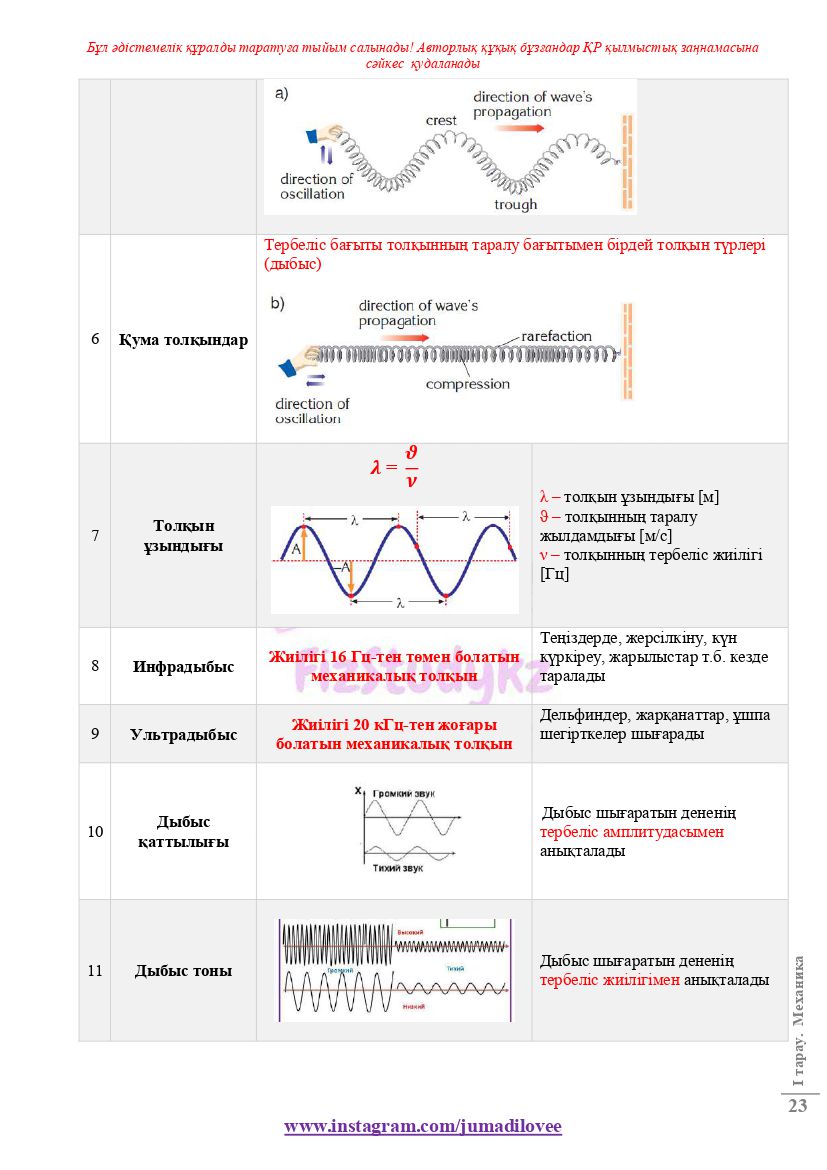 Бұл әдістемелік құралды таратуға тыйым салынады! Авторлық құқық бұзғандар ҚР қылмыстық заңнамасына
сәйкес қудаланады
a)
direction of wave's
propagation
crest
direction of
oscillation
trough
6
Қума толқындар
Тербеліс бағыты толқынның таралу бағытымен бірдей толқын түрлері
(дыбыс)
b)
direction of wave's
propagation
rarefaction
compression
direction of
oscillation
7
Толқын
ұзындығы
λ = ϑ/ν
λ
λ
A
–A
λ
λ – толқын ұзындығы [м]
ϑ – толқынның таралу
жылдамдығы [м/с]
ν – толқынның тербеліс жиілігі
[Гц]
8
Инфрадыбыс
Жиілігі 16 Гц-тен төмен болатын
механикалық толқын
FizStudykz
Теңіздерде, жерсілкіну, күн
күркіреу, жарылыстар т.б. кезде
таралады
9
Ультрадыбыс
Жиілігі 20 кГц-тен жоғары
болатын механикалық толқын
Дельфиндер, жарқанаттар, ұшпа
шегірткелер шығарады
10
Дыбыс
қаттылығы
X
Громкий звук
Тихий звук
Дыбыс шығаратын дененің
тербеліс амплитудасымен
анықталады
11
Дыбыс тоны
Высокий
Громкий
Тихий
Низкий
Дыбыс шығаратын дененің
тербеліс жиілігімен анықталады
I тарау. Механика
23
www.instagram.com/jumadilovee